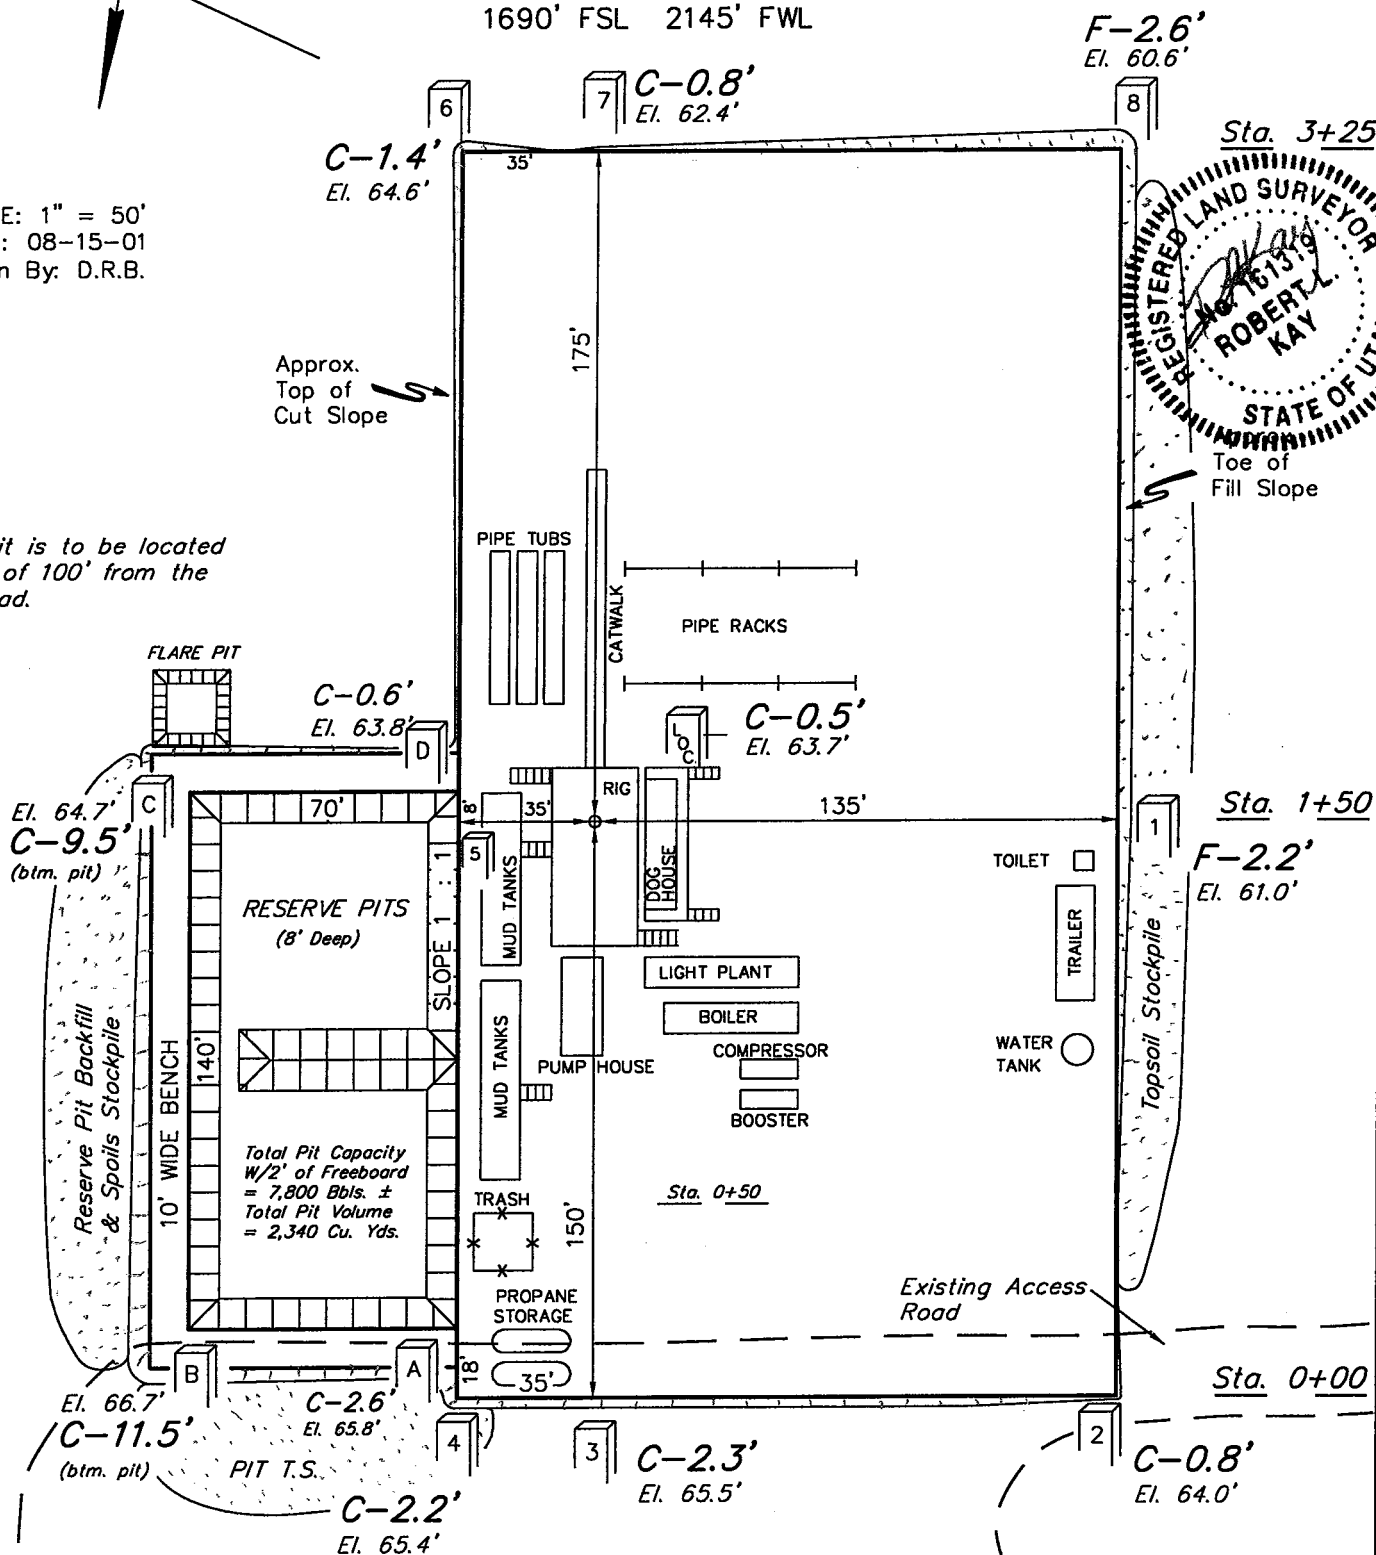 1690' FSL 2145' FWL
F-2.6'
El. 60.6'
6
7
C-0.8'
El. 62.4'
8
Sta. 3+25
C-1.4'
El. 64.6'
35'
E: 1" = 50'
: 08-15-01
n By: D.R.B.
REGISTERED LAND SURVEYOR
No. 161319
ROBERT L.
KAY
STATE OF UT
175'
Approx.
Top of
Cut Slope
Approx.
Toe of
Fill Slope
it is to be located
of 100' from the
ad.
PIPE TUBS
CATWALK
PIPE RACKS
FLARE PIT
C-0.6'
El. 63.8'
D
LOC.
C-0.5'
El. 63.7'
C
El. 64.7'
C-9.5'
(btm. pit)
70'
8'
35'
RIG
135'
1
Sta. 1+50
F-2.2'
El. 61.0'
5
MUD TANKS
DOG
HOUSE
TOILET
TRAILER
RESERVE PITS
(8' Deep)
SLOPE 1 : 1
LIGHT PLANT
BOILER
COMPRESSOR
BOOSTER
WATER
TANK
Topsoil Stockpile
Reserve Pit Backfill
& Spoils Stockpile
10' WIDE BENCH
140'
MUD TANKS
PUMP HOUSE
Total Pit Capacity
W/2' of Freeboard
= 7,800 Bbls. ±
Total Pit Volume
= 2,340 Cu. Yds.
TRASH
150'
Sta. 0+50
PROPANE
STORAGE
Existing Access
Road
18'
35'
Sta. 0+00
B
A
El. 66.7'
C-11.5'
(btm. pit)
C-2.6'
El. 65.8'
PIT T.S.
4
C-2.2'
El. 65.4'
3
C-2.3'
El. 65.5'
2
C-0.8'
El. 64.0'